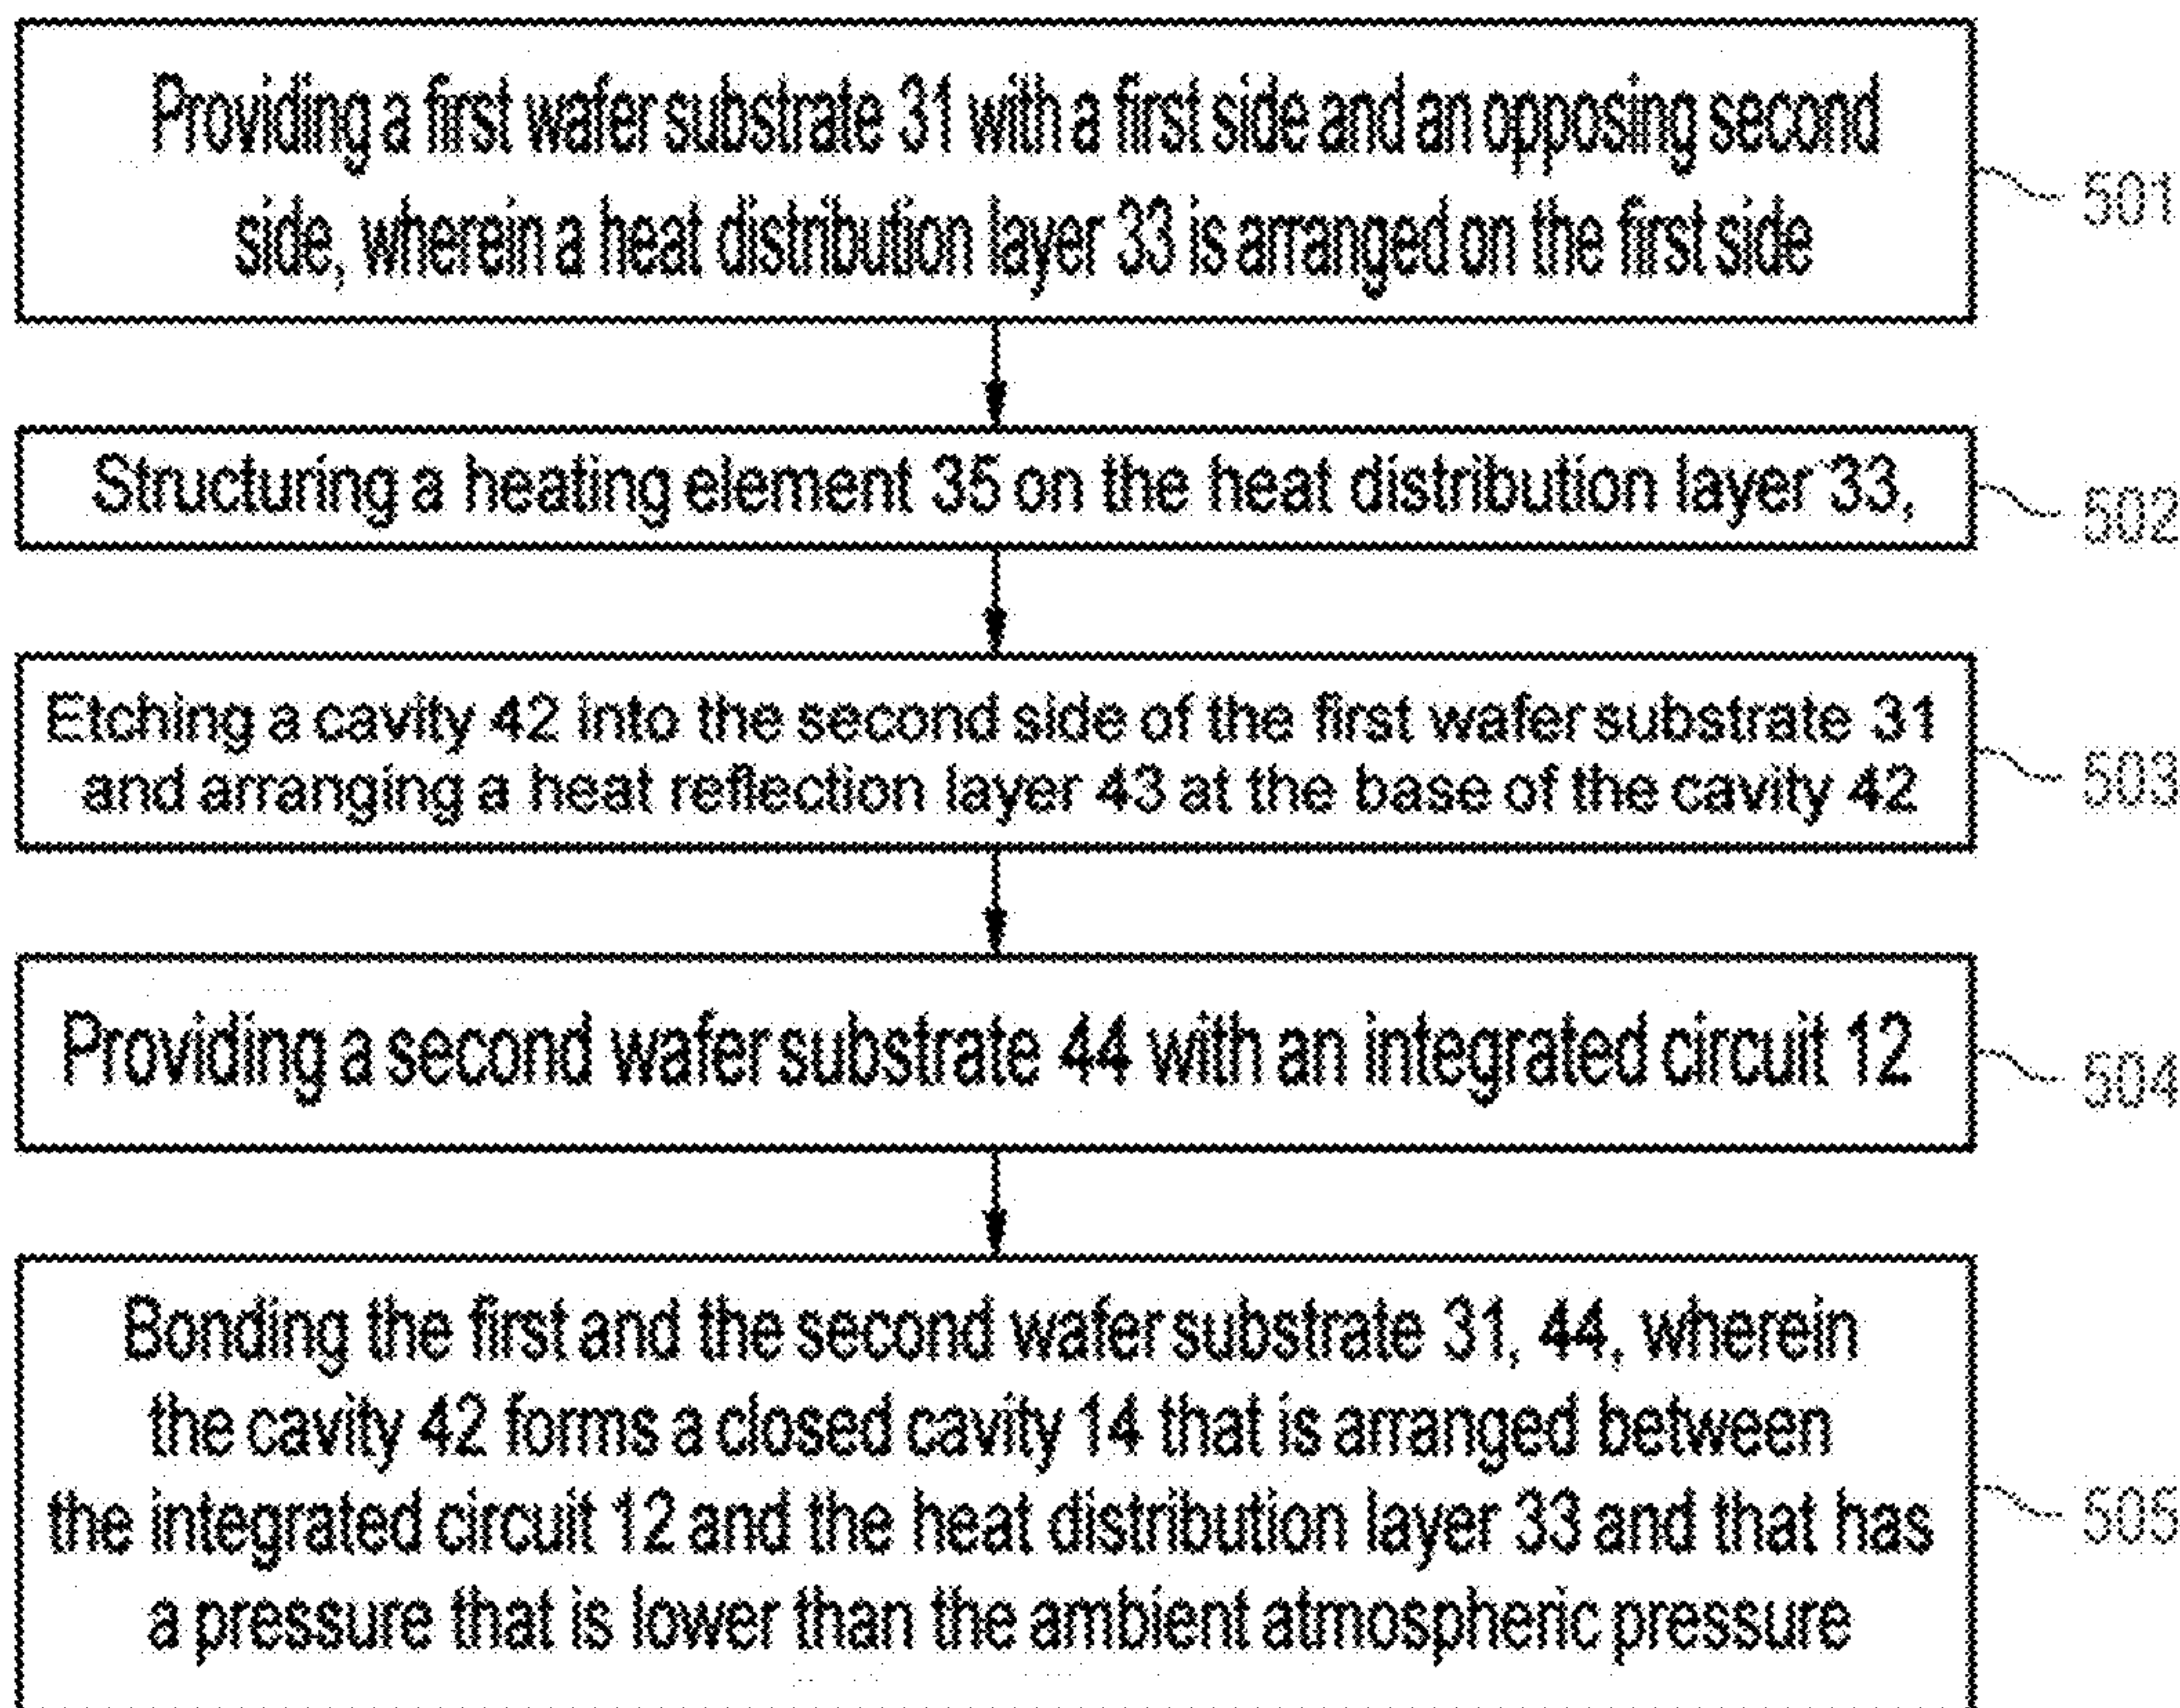 Providing a first wafer substrate 31 with a first side and an opposing second
side, wherein a heat distribution layer 33 is arranged on the first side
501
Structuring a heating element 35 on the heat distribution layer 33,
502
Etching a cavity 42 into the second side of the first wafer substrate 31
and arranging a heat reflection layer 43 at the base of the cavity 42
503
Providing a second wafer substrate 44 with an integrated circuit 12
504
Bonding the first and the second wafer substrate 31, 44, wherein
the cavity 42 forms a closed cavity 14 that is arranged between
the integrated circuit 12 and the heat distribution layer 33 and that has
a pressure that is lower than the ambient atmospheric pressure
505